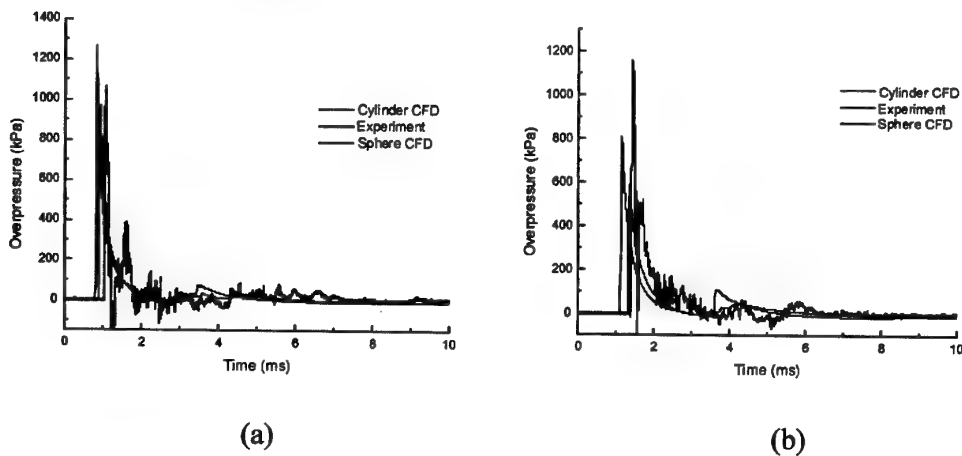 1400
1200
1000
800
600
400
200
0
Overpressure (kPa)
Cylinder CFD
Experiment
Sphere CFD
0 2 4 6 8 10
Time (ms)
(a)
1200
1000
800
600
400
200
0
Overpressure (kPa)
Cylinder CFD
Experiment
Sphere CFD
0 2 4 6 8 10
Time (ms)
(b)